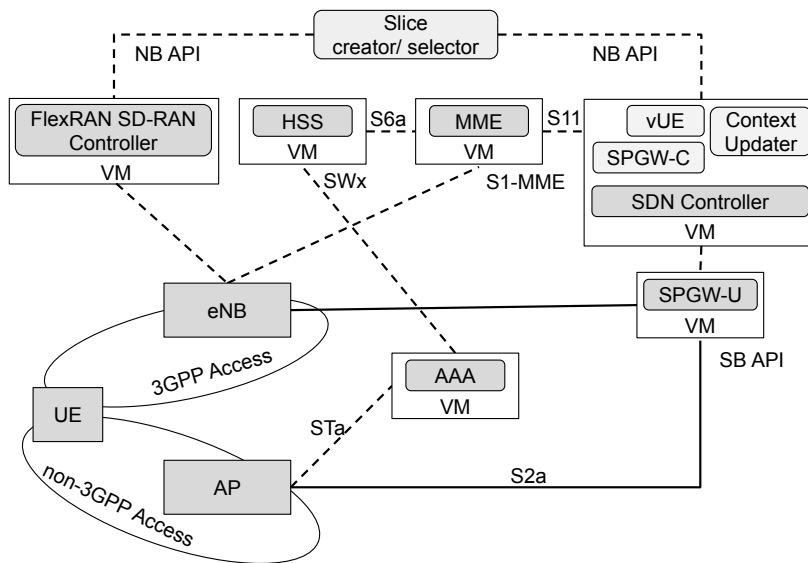 Slice
creator/ selector
NB API
NB API
FlexRAN SD-RAN
Controller
VM
HSS
VM
S6a
MME
VM
S11
vUE
SPGW-C
Context
Updater
SDN Controller
VM
SWx
S1-MME
eNB
SPGW-U
VM
SB API
3GPP Access
AAA
VM
UE
STa
AP
S2a
non-3GPP Access